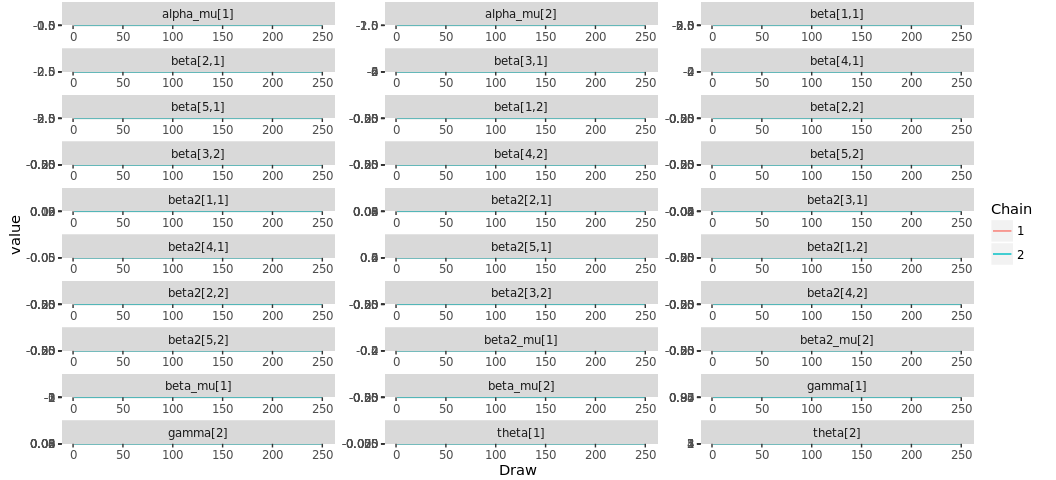 alpha_mu[1] alpha_mu[2] beta[1,1]
0 50 100 150 200 250 0 50 100 150 200 250 0 50 100 150 200 250
beta[2,1] beta[3,1] beta[4,1]
0 50 100 150 200 250 0 50 100 150 200 250 0 50 100 150 200 250
beta[5,1] beta[1,2] beta[2,2]
0 50 100 150 200 250 0 50 100 150 200 250 0 50 100 150 200 250
beta[3,2] beta[4,2] beta[5,2]
0 50 100 150 200 250 0 50 100 150 200 250 0 50 100 150 200 250
beta2[1,1] beta2[2,1] beta2[3,1]
0 50 100 150 200 250 0 50 100 150 200 250 0 50 100 150 200 250
beta2[4,1] beta2[5,1] beta2[1,2]
0 50 100 150 200 250 0 50 100 150 200 250 0 50 100 150 200 250
beta2[2,2] beta2[3,2] beta2[4,2]
0 50 100 150 200 250 0 50 100 150 200 250 0 50 100 150 200 250
beta2[5,2] beta2_mu[1] beta2_mu[2]
0 50 100 150 200 250 0 50 100 150 200 250 0 50 100 150 200 250
beta_mu[1] beta_mu[2] gamma[1]
0 50 100 150 200 250 0 50 100 150 200 250 0 50 100 150 200 250
gamma[2] theta[1] theta[2]
0 50 100 150 200 250 0 50 100 150 200 250 0 50 100 150 200 250
Draw
value
Chain
1
2